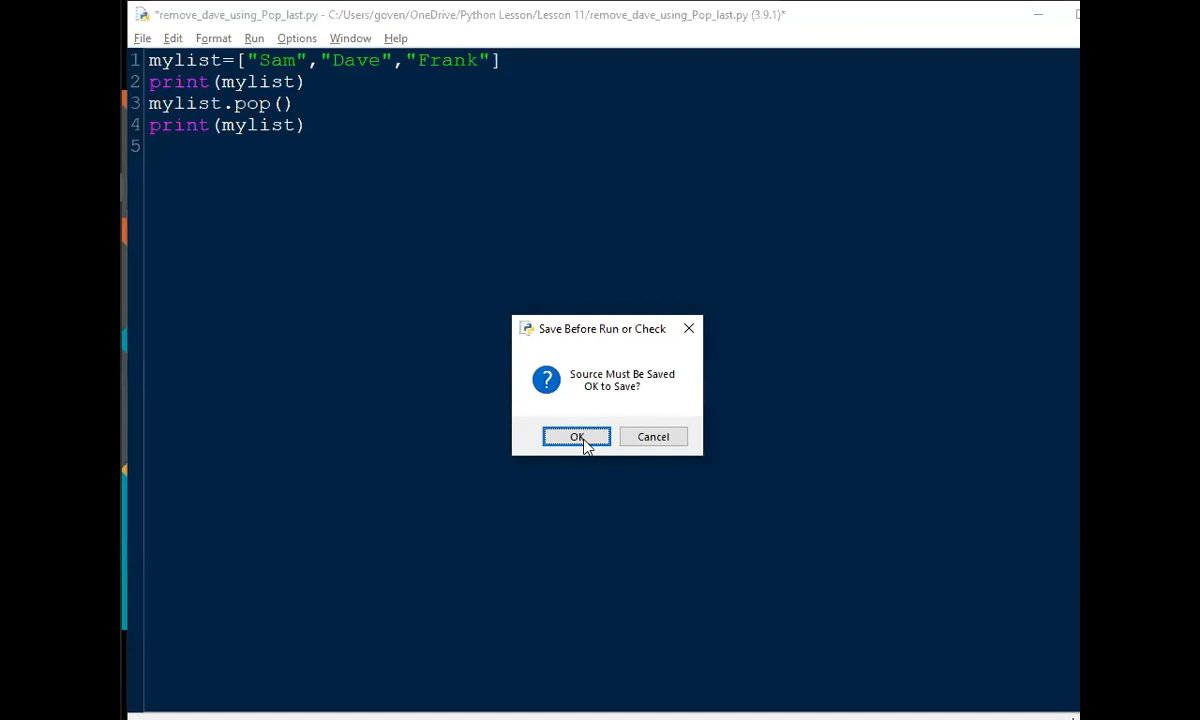 *remove_dave_using_Pop_last.py - C:/Users/goven/OneDrive/Python Lesson/Lesson 11/remove_dave_using_Pop_last.py (3.9.1)*
File Edit Format Run Options Window Help
1 mylist=["Sam","Dave","Frank"]
2 print(mylist)
3 mylist.pop()
4 print(mylist)
5
Save Before Run or Check
Source Must Be Saved
OK to Save?
OK Cancel